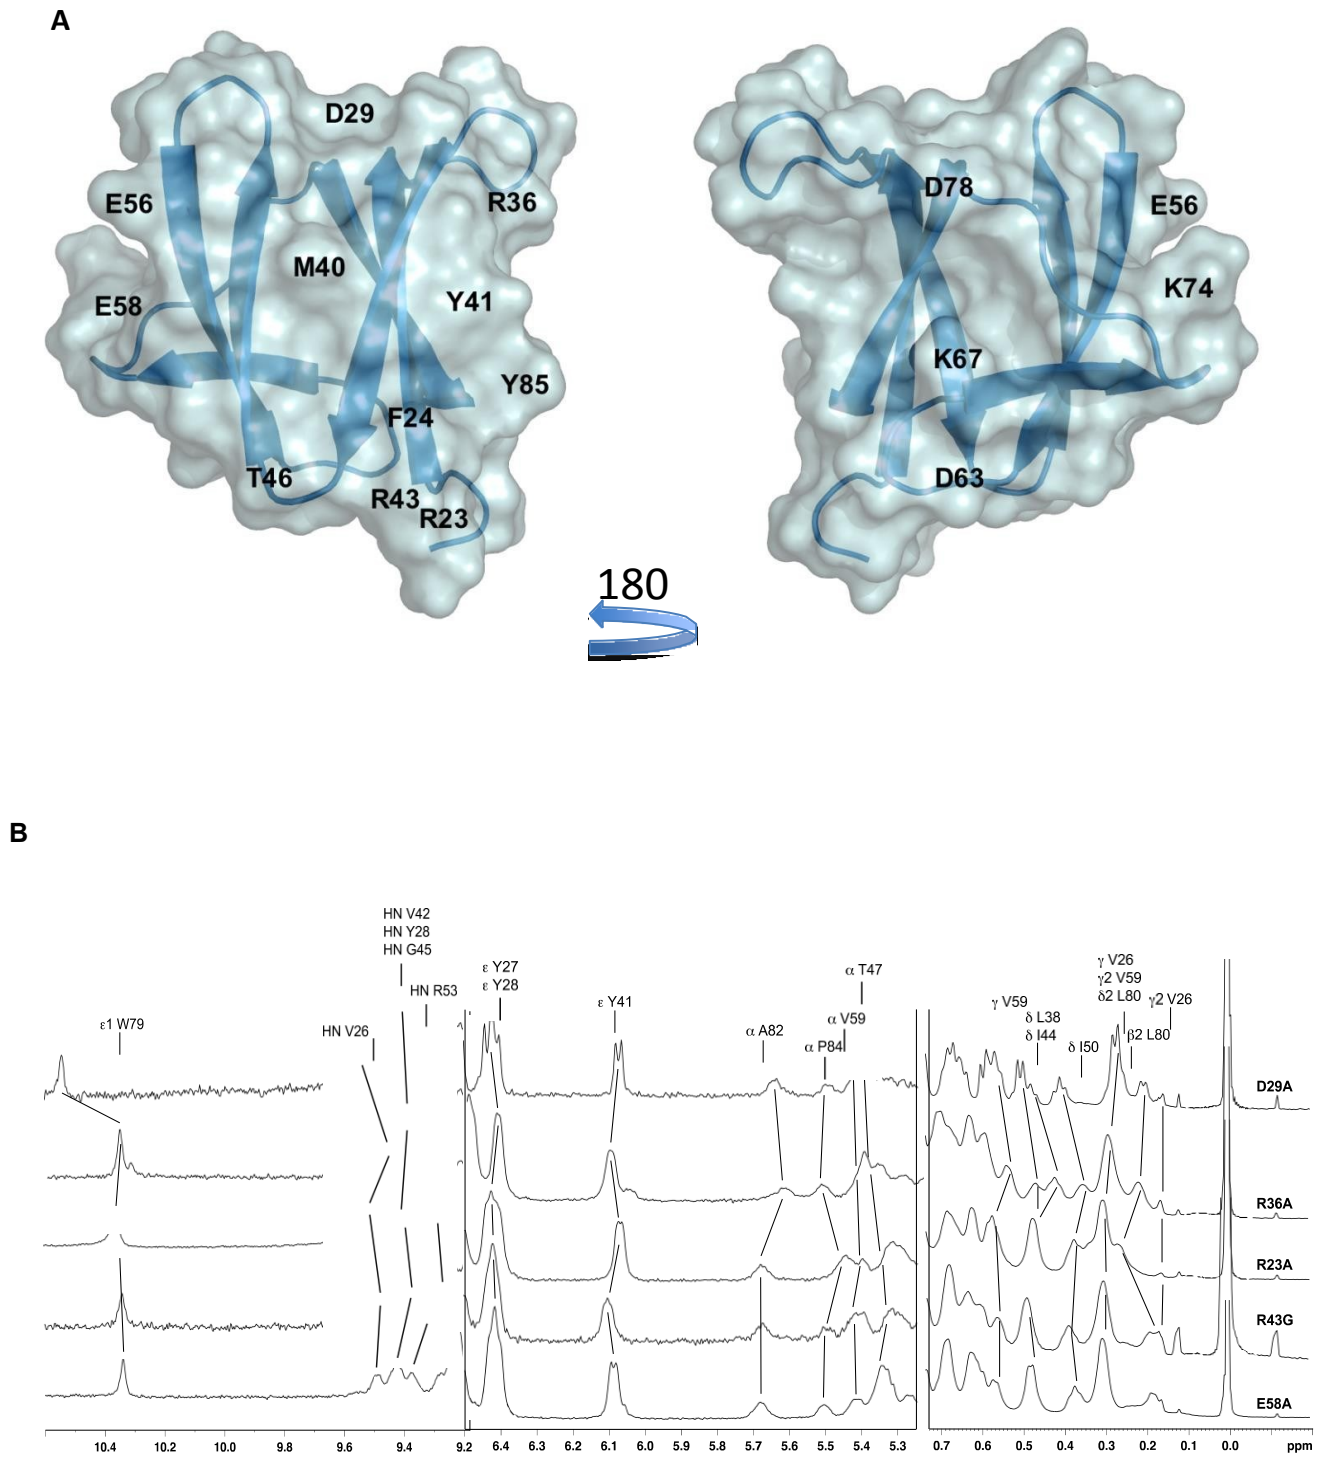 A
D29
E56
R36
M40
E58
Y41
Y85
F24
T46
R43
R23
D78
E56
K74
K67
D63
180
B
HN V42
HN Y28
HN G45
HN R53
HN V26
ε1 W79
ε Y27
ε Y28
ε Y41
α T47
α V59
α A82
α P84
γ V59
δ L38
δ I44
δ I50
γ V26
γ2 V59
δ2 L80
γ2 V26
β2 L80
D29A
R36A
R23A
R43G
E58A
10.4 10.2 10.0 9.8 9.6 9.4 9.2 6.4 6.3 6.2 6.1 6.0 5.9 5.8 5.7 5.6 5.5 5.4 5.3 0.7 0.6 0.5 0.4 0.3 0.2 0.1 0.0 ppm